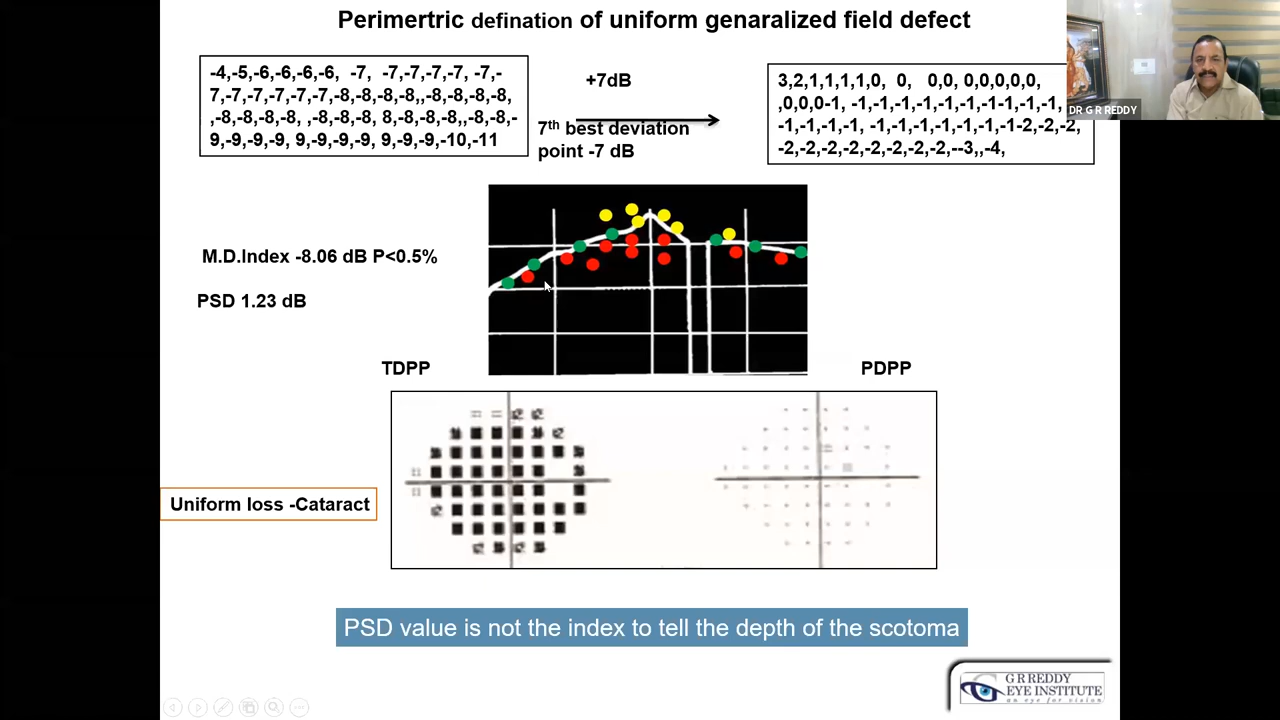 Perimertric defination of uniform genaralized field defect
-4,-5,-6,-6,-6,-6, -7, -7,-7,-7,-7, -7,-
7,-7,-7,-7,-7,-7,-8,-8,-8,-8,,-8,-8,-8,-8,
,-8,-8,-8,-8, -8,-8,-8, 8,-8,-8,-8,,-8,-8,-
9,-9,-9,-9, 9,-9,-9,-9, 9,-9,-9,-10,-11
+7dB
7th best deviation
point -7 dB
3,2,1,1,1,1,0, 0, 0,0, 0,0,0,0,0,
,0,0,0-1, -1,-1,-1,-1,-1,-1,-1-1,-1,-1,
-1,-1,-1,-1, -1,-1,-1,-1,-1,-1,-1-2,-2,-2,
-2,-2,-2,-2,-2,-2,-2,-2,--3,,-4,
DR G R REDDY
M.D.Index -8.06 dB P<0.5%
PSD 1.23 dB
TDPP
PDPP
Uniform loss -Cataract
PSD value is not the index to tell the depth of the scotoma
G R REDDY
EYE INSTITUTE
an eye for vision